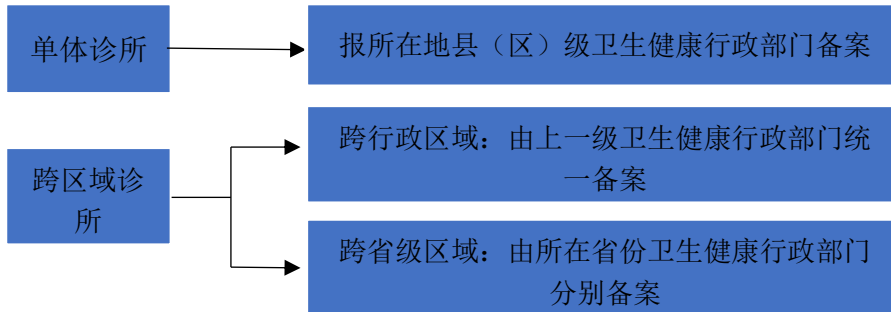 单体诊所
报所在地县（区）级卫生健康行政部门备案
跨区域诊
所
跨行政区域：由上一级卫生健康行政部门统
一备案
跨省级区域：由所在省份卫生健康行政部门
分别备案